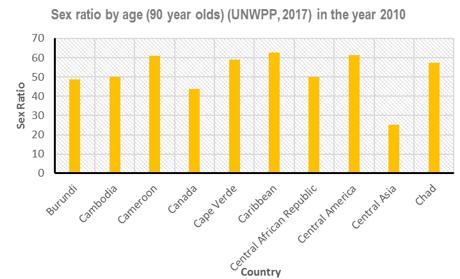 Sex ratio by age (90 year olds) (UNWPP, 2017) in the year 2010
70
60
50
40
30
20
10
0
Sex Ratio
Burundi
Cambodia
Cameroon
Canada
Cape Verde
Caribbean
Central African Republic
Central America
Central Asia
Chad
Country